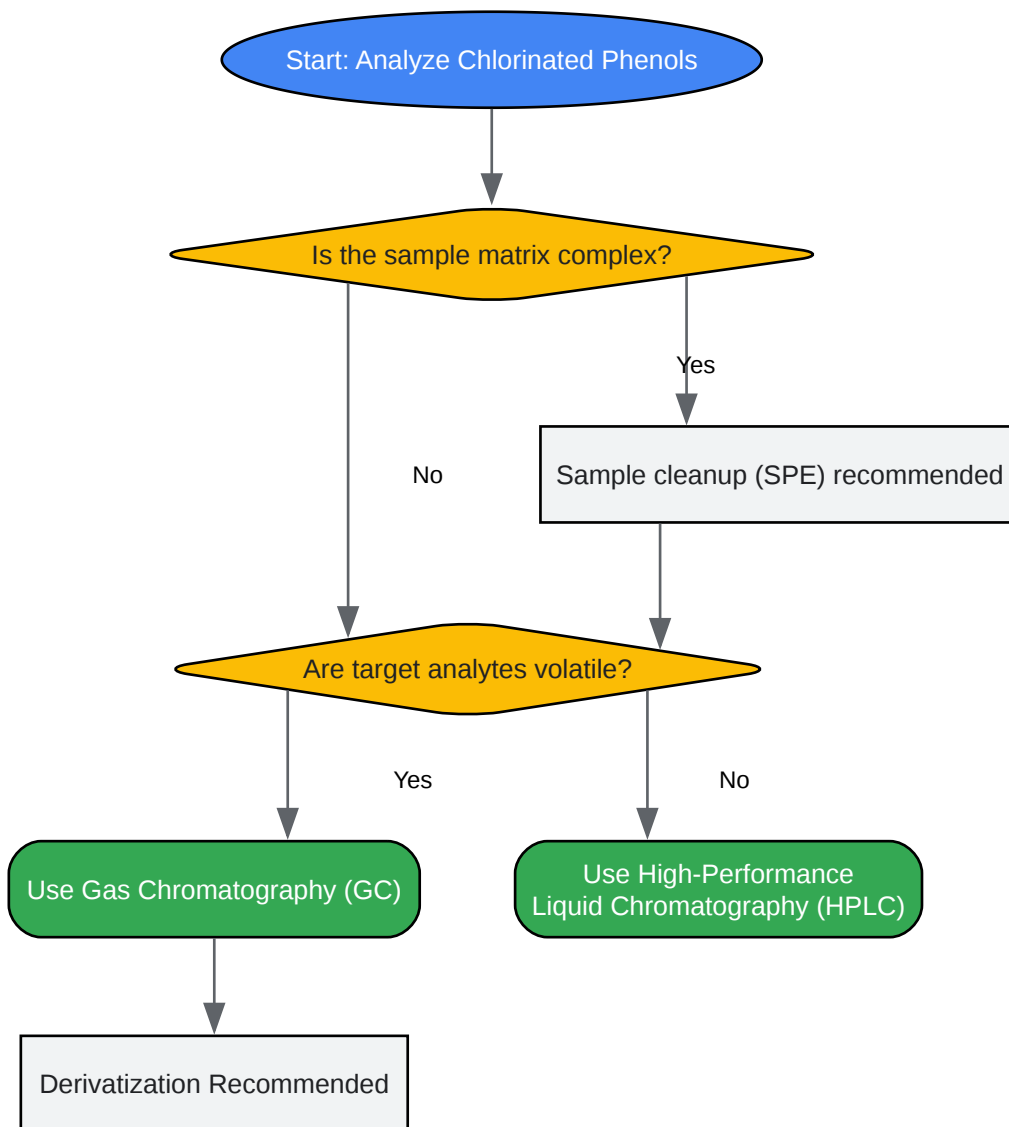 Start: Analyze Chlorinated Phenols
Is the sample matrix complex?
Yes
No
Sample cleanup (SPE) recommended
Are target analytes volatile?
Yes
No
Use Gas Chromatography (GC)
Use High-Performance
Liquid Chromatography (HPLC)
Derivatization Recommended